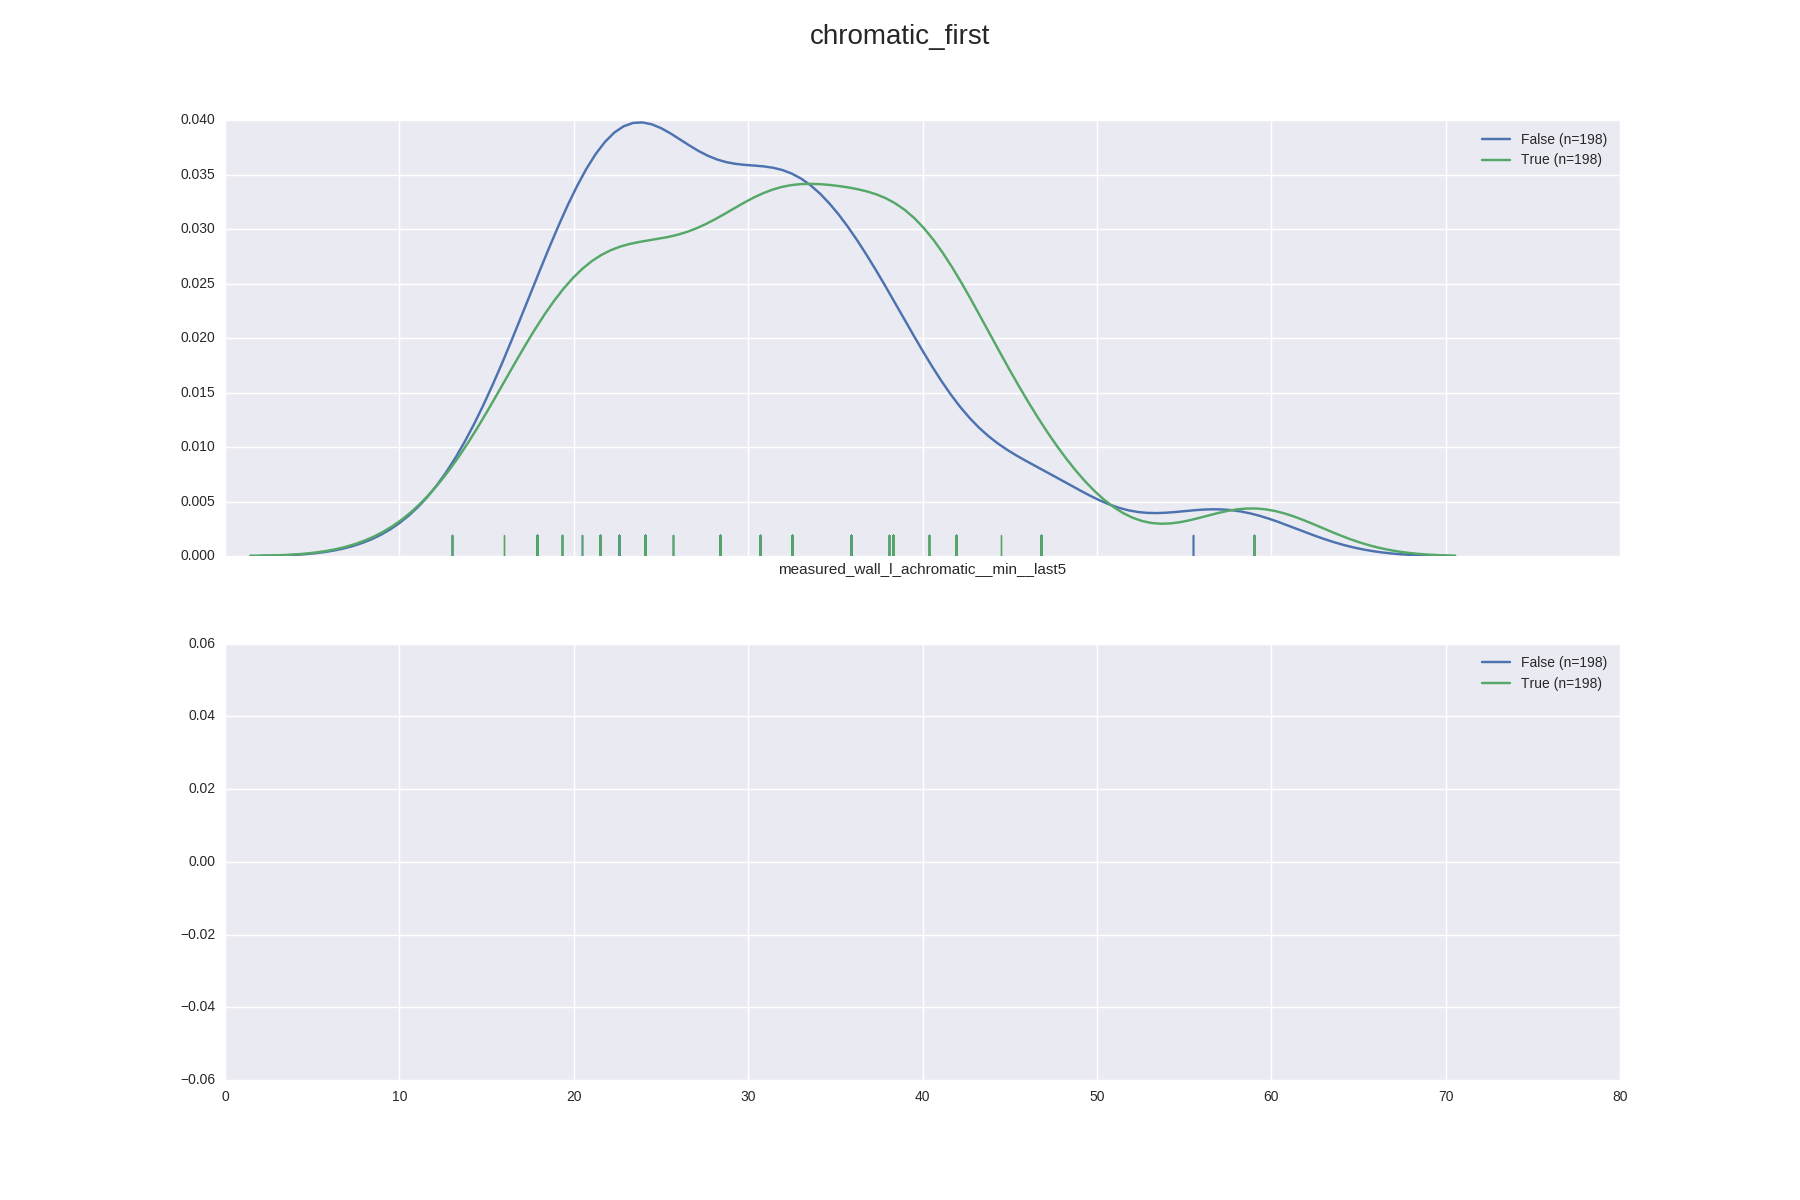 chromatic_first
0.040
0.035
0.030
0.025
0.020
0.015
0.010
0.005
0.000
False (n=198)
True (n=198)
measured_wall_l_achromatic__min__last5
0.06
0.04
0.02
0.00
−0.02
−0.04
−0.06
False (n=198)
True (n=198)
0 10 20 30 40 50 60 70 80